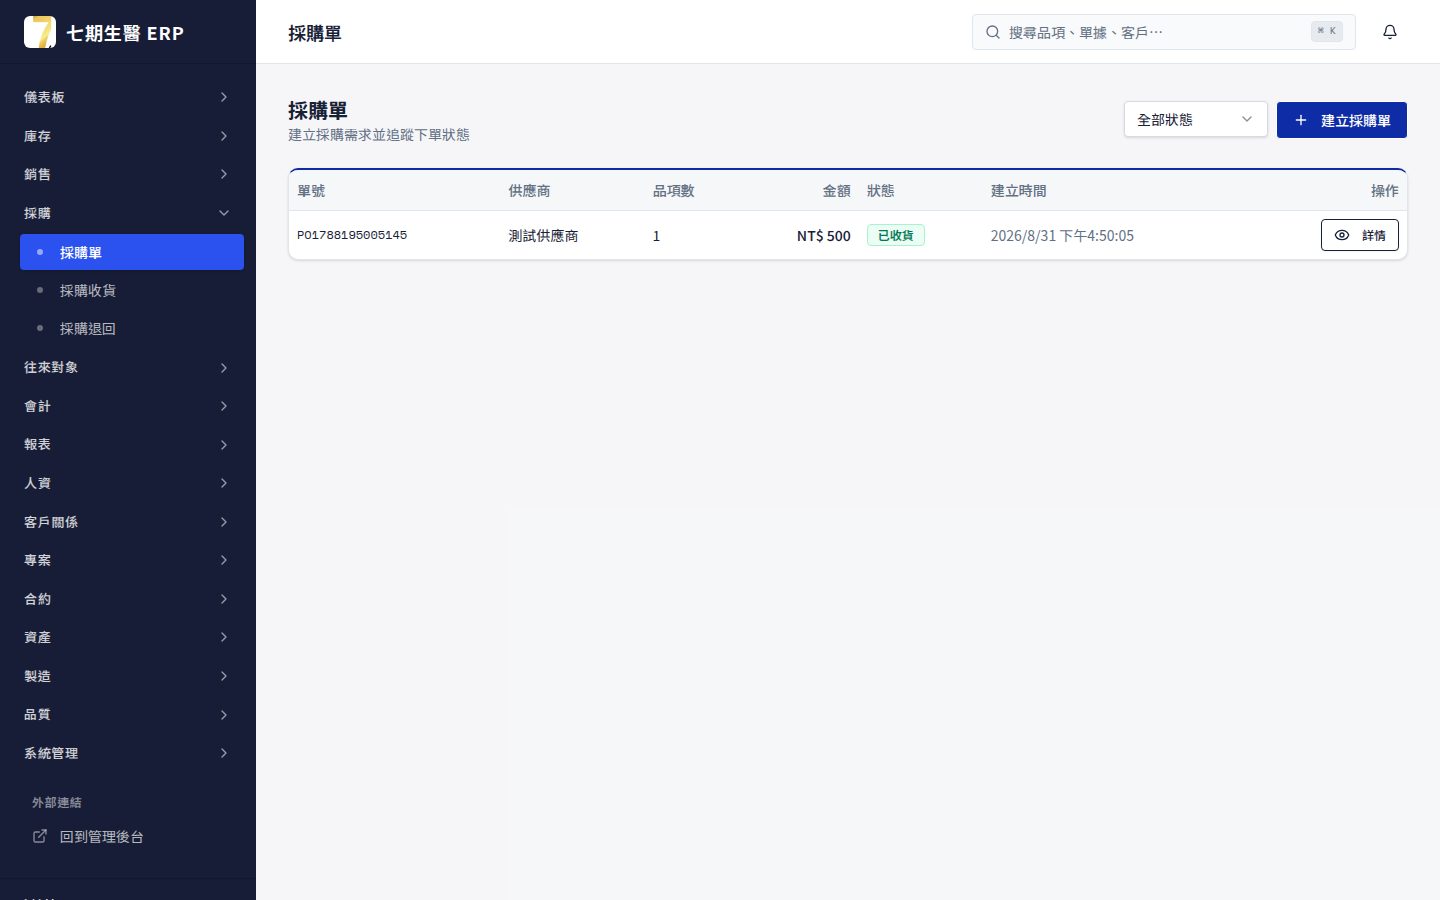 七期生醫 ERP
採購單
搜尋品項、單據、客戶…
⌘ K
儀表板
庫存
銷售
採購
採購單
採購收貨
採購退回
往來對象
會計
報表
人資
客戶關係
專案
合約
資產
製造
品質
系統管理
外部連結
回到管理後台
採購單
建立採購需求並追蹤下單狀態
全部狀態
建立採購單
單號 供應商 品項數 金額 狀態 建立時間 操作
PO1788195005145 測試供應商 1 NT$ 500 已收貨 2026/8/31 下午4:50:05 詳情